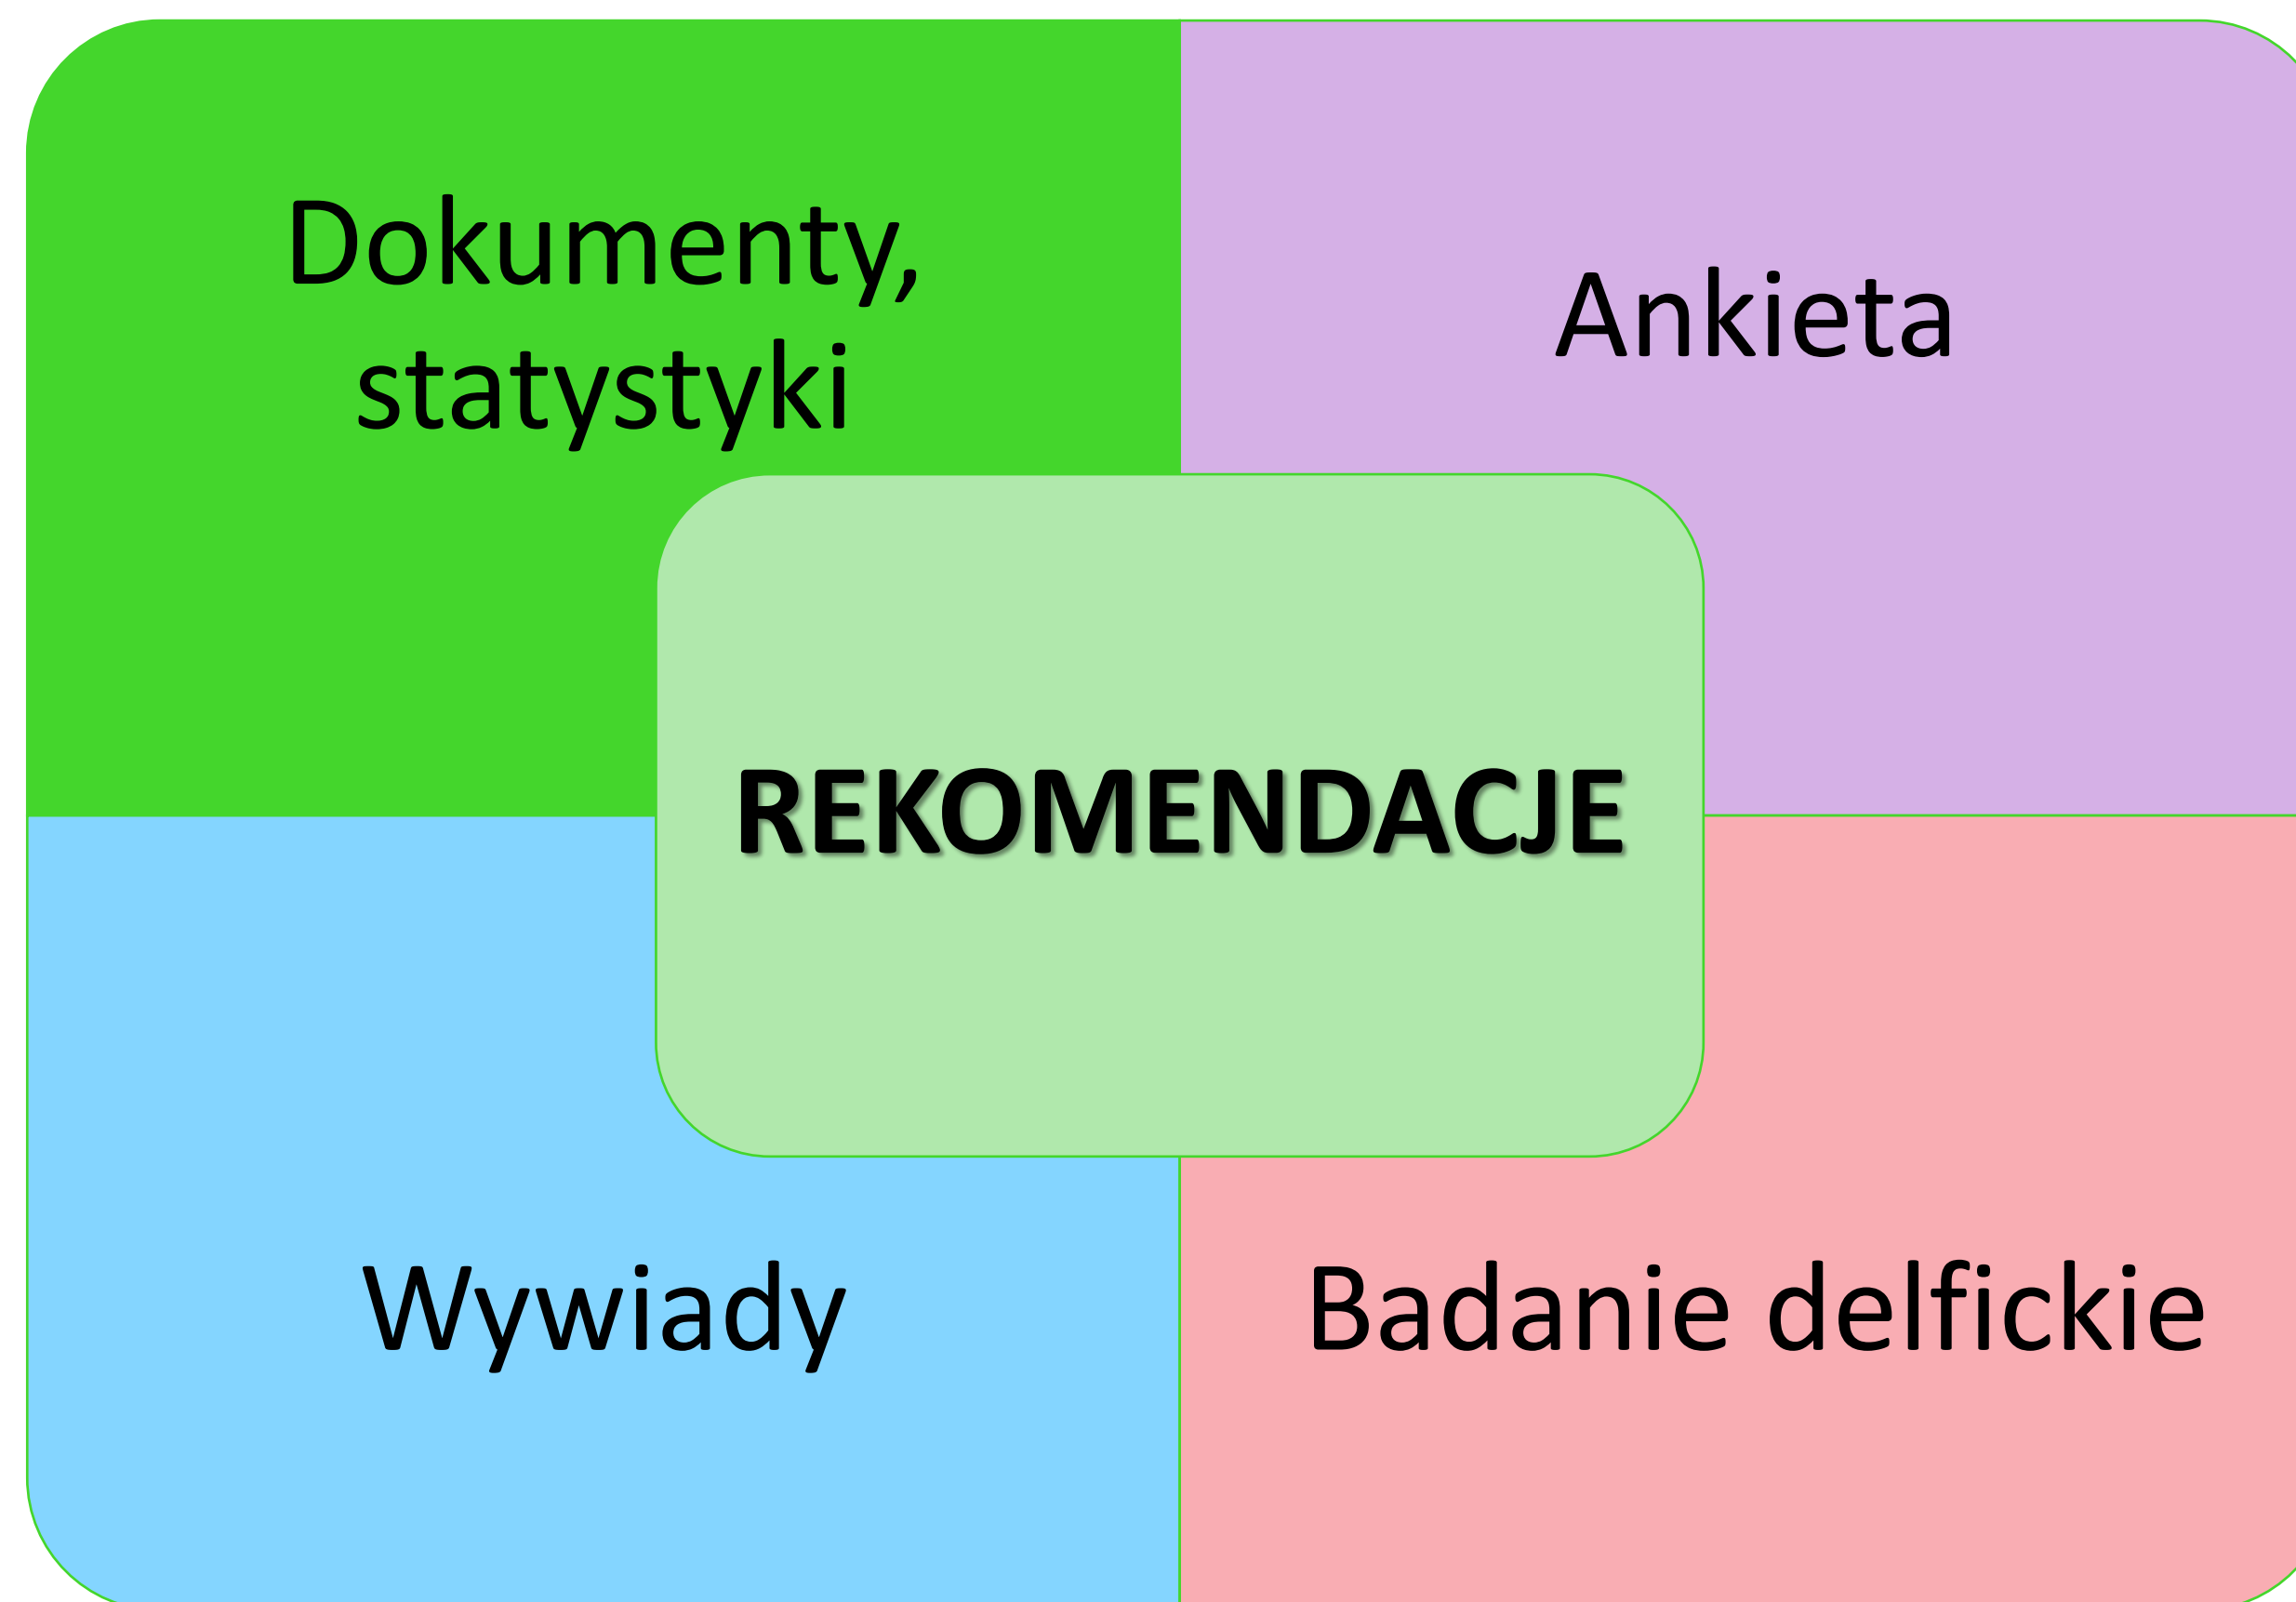 Dokumenty,
statystyki
Ankieta
REKOMENDACJE
Wywiady
Badanie delfickie